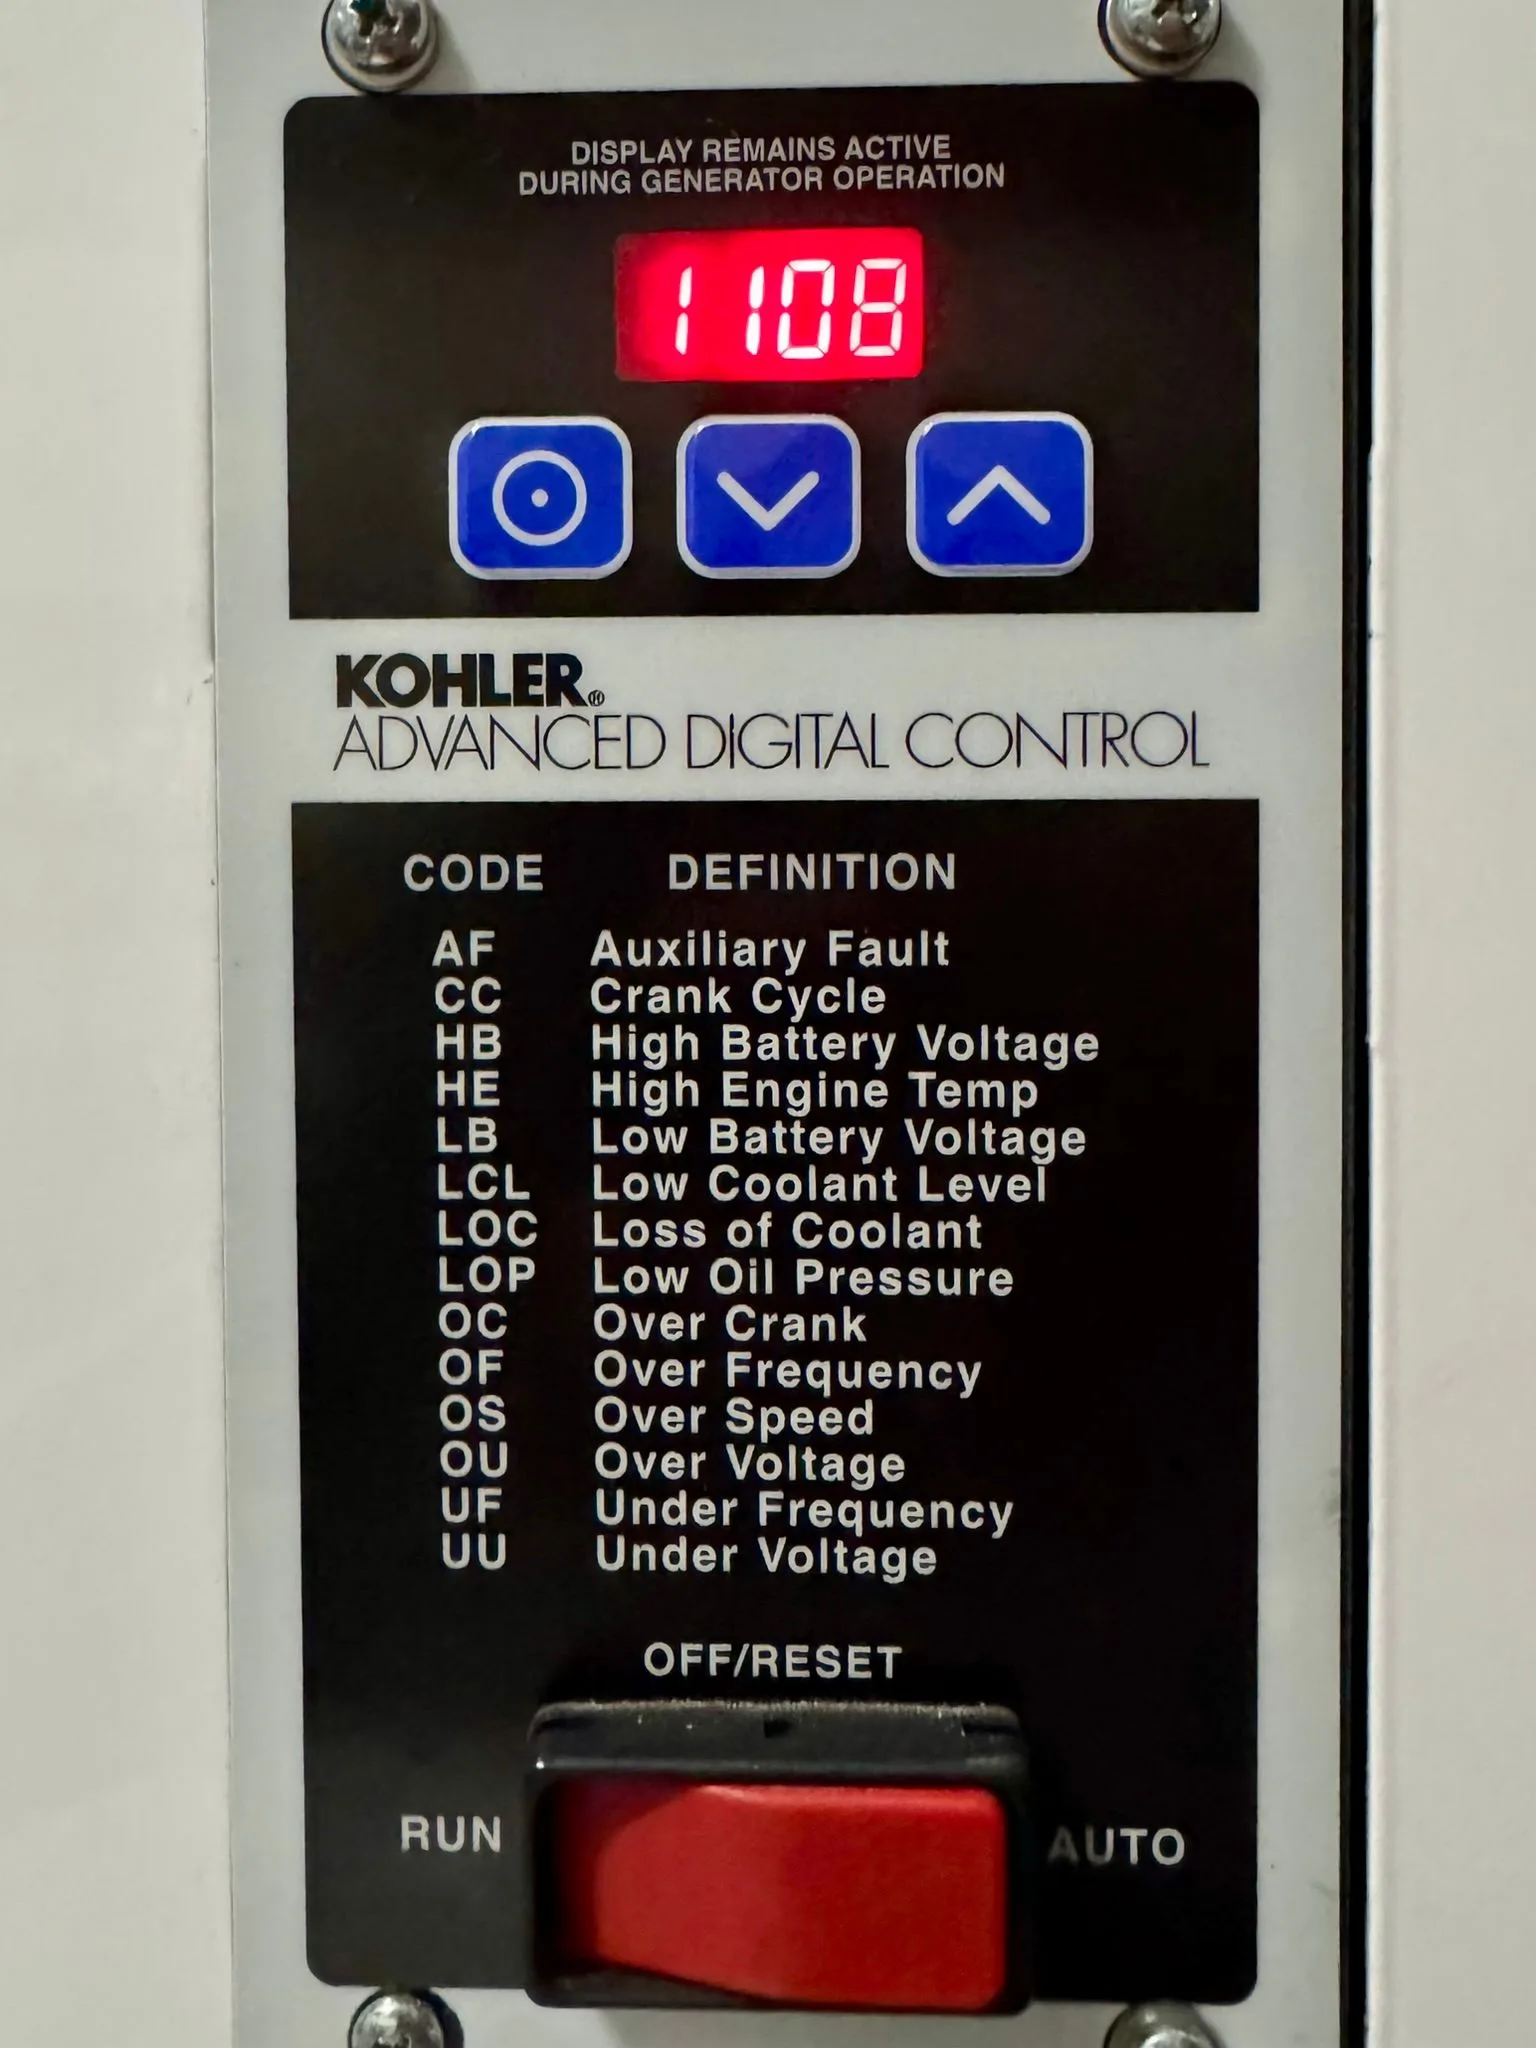 DISPLAY REMAINS ACTIVE
DURING GENERATOR OPERATION
1108
KOHLER®
ADVANCED DIGITAL CONTROL
CODE DEFINITION
AF Auxiliary Fault
CC Crank Cycle
HB High Battery Voltage
HE High Engine Temp
LB Low Battery Voltage
LCL Low Coolant Level
LOC Loss of Coolant
LOP Low Oil Pressure
OC Over Crank
OF Over Frequency
OS Over Speed
OU Over Voltage
UF Under Frequency
UU Under Voltage
OFF/RESET
RUN AUTO